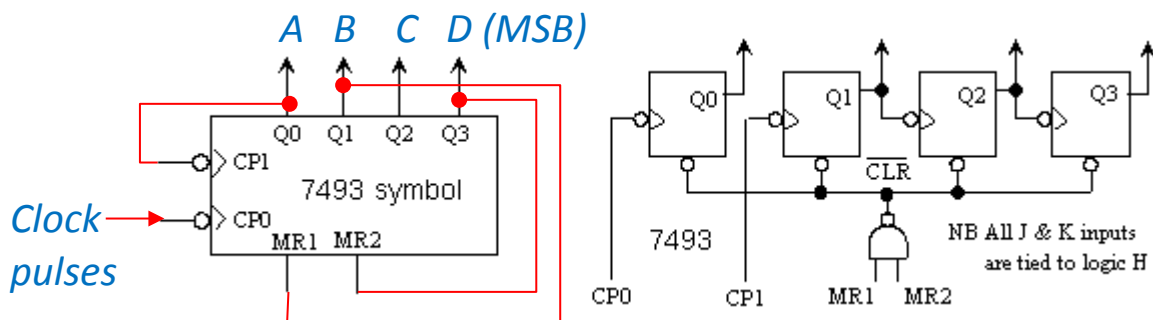 A B C D (MSB)
Q0 Q1 Q2 Q3
CP1
7493 symbol
Clock
pulses
CP0
MR1 MR2
Q0 Q1 Q2 Q3
CLR
7493
NB All J & K inputs
are tied to logic H
CP0 CP1 MR1 MR2